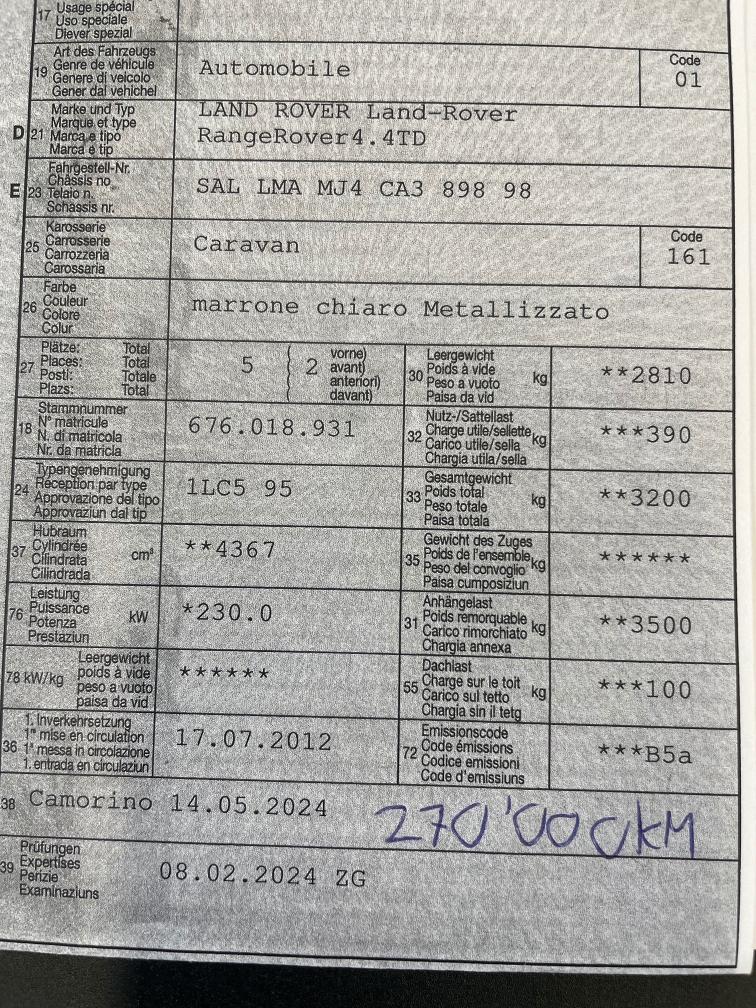 17 Usage spécial
Uso speciale
Diever spezial
19 Art des Fahrzeugs
Genre de véhicule
Genere di veicolo
Gener dal vehichel
Automobile
Code
01
D 21 Marke und Typ
Marque et type
Marca e tipo
Marca e tip
LAND ROVER Land-Rover
RangeRover4.4TD
E 23 Fahrgestell-Nr.
Châssis no
Telaio n.
Schassis nr.
SAL LMA MJ4 CA3 898 98
25 Karosserie
Carrosserie
Carrozzeria
Carossaria
Caravan
Code
161
26 Farbe
Couleur
Colore
Colur
marrone chiaro Metallizzato
27 Plätze: Total
Places: Total
Posti: Totale
Plazs: Total
5 2 vorne)
avant)
anteriori)
davant)
30 Leergewicht
Poids à vide
Peso a vuoto kg
Paisa da vid
**2810
18 Stammnummer
N° matricule
N. di matricola
Nr. da matricla
676.018.931
32 Nutz-/Sattellast
Charge utile/sellette kg
Carico utile/sella
Chargia utila/sella
***390
24 Typengenehmigung
Réception par type
Approvazione del tipo
Approvaziun dal tip
1LC5 95
33 Gesamtgewicht
Poids total kg
Peso totale
Paisa totala
**3200
37 Hubraum
Cylindrée cm³
Cilindrata
Cilindrada
**4367
35 Gewicht des Zuges
Poids de l'ensemble kg
Peso del convoglio
Paisa cumposiziun
******
76 Leistung
Puissance kW
Potenza
Prestaziun
*230.0
31 Anhängelast
Poids remorquable kg
Carico rimorchiato
Chargia annexa
**3500
78 kW/kg Leergewicht
poids à vide
peso a vuoto
paisa da vid
******
55 Dachlast
Charge sur le toit kg
Carico sul tetto
Chargia sin il tetg
***100
36 1. Inverkehrsetzung
1re mise en circulation
1a messa in circolazione
1. entrada en circulaziun
17.07.2012
72 Emissionscode
Code émissions
Codice emissioni
Code d'emissiuns
***B5a
38 Camorino 14.05.2024
270'000KM
39 Prüfungen
Expertises
Perizie
Examinaziuns
08.02.2024 ZG